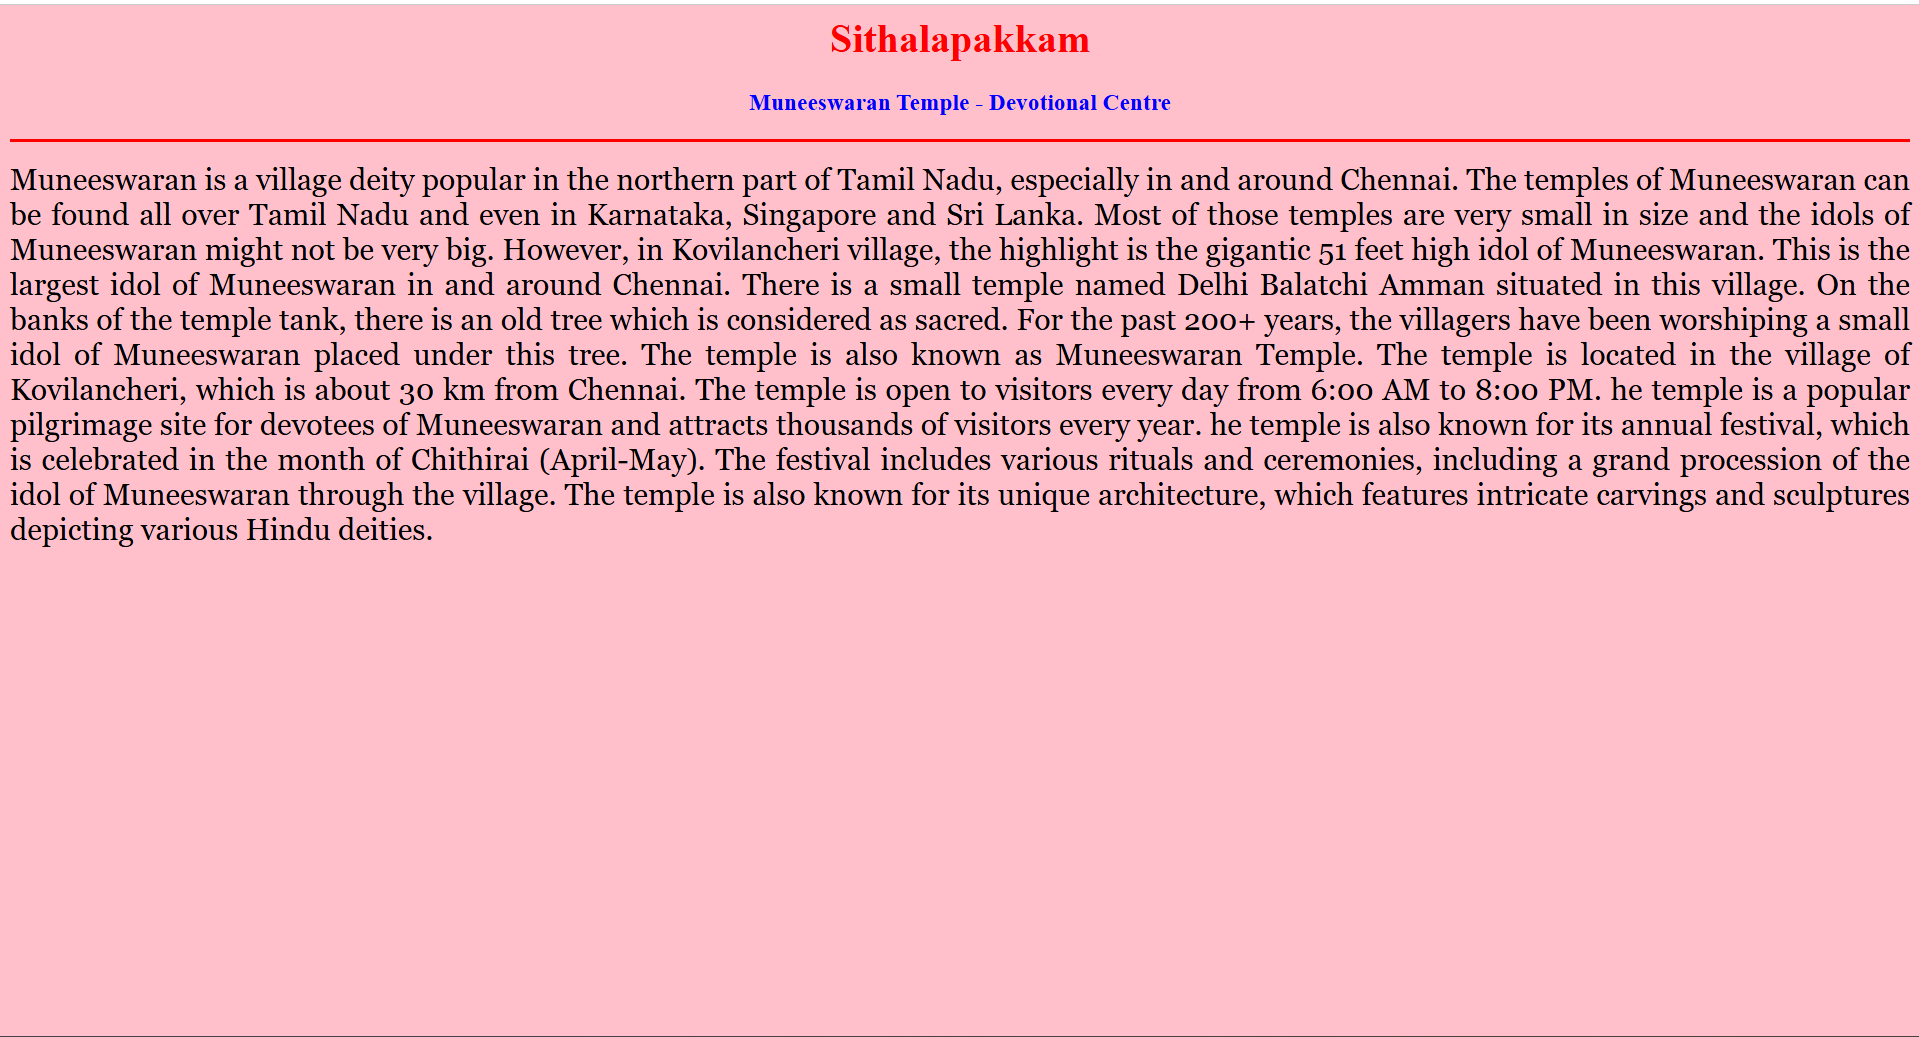 Sithalapakkam
Muneeswaran Temple - Devotional Centre
Muneeswaran is a village deity popular in the northern part of Tamil Nadu, especially in and around Chennai. The temples of Muneeswaran can
be found all over Tamil Nadu and even in Karnataka, Singapore and Sri Lanka. Most of those temples are very small in size and the idols of
Muneeswaran might not be very big. However, in Kovilancheri village, the highlight is the gigantic 51 feet high idol of Muneeswaran. This is the
largest idol of Muneeswaran in and around Chennai. There is a small temple named Delhi Balatchi Amman situated in this village. On the
banks of the temple tank, there is an old tree which is considered as sacred. For the past 200+ years, the villagers have been worshiping a small
idol of Muneeswaran placed under this tree. The temple is also known as Muneeswaran Temple. The temple is located in the village of
Kovilancheri, which is about 30 km from Chennai. The temple is open to visitors every day from 6:00 AM to 8:00 PM. he temple is a popular
pilgrimage site for devotees of Muneeswaran and attracts thousands of visitors every year. he temple is also known for its annual festival, which
is celebrated in the month of Chithirai (April-May). The festival includes various rituals and ceremonies, including a grand procession of the
idol of Muneeswaran through the village. The temple is also known for its unique architecture, which features intricate carvings and sculptures
depicting various Hindu deities.